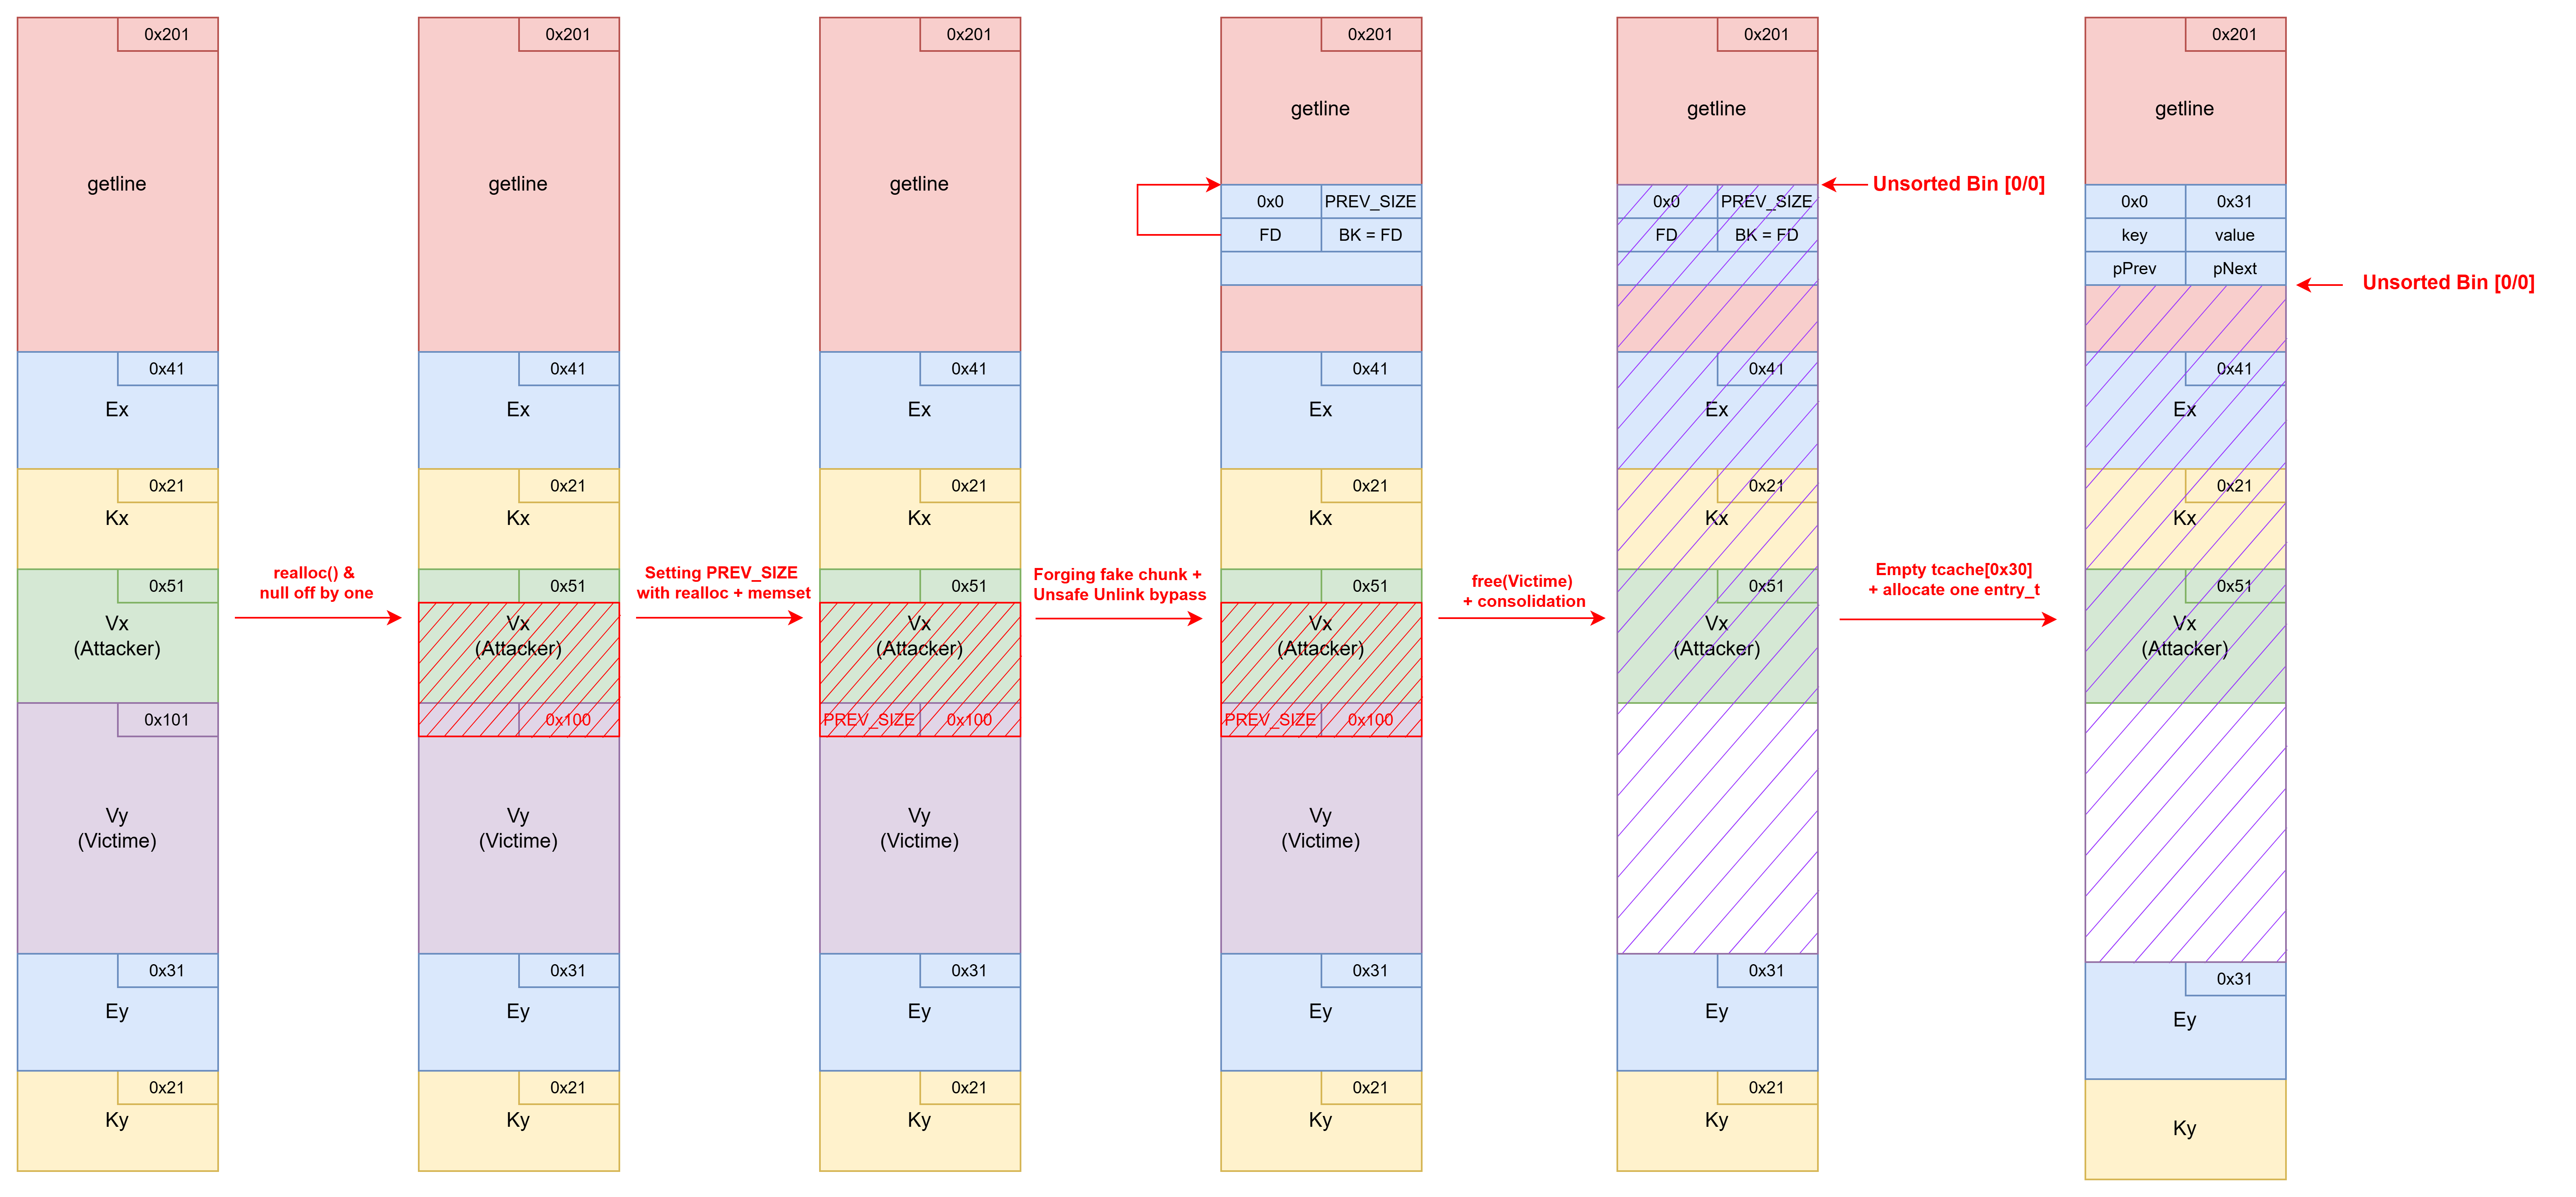 0x201
getline
0x41
Ex
0x21
Kx
0x51
Vx
(Attacker)
0x101
Vy
(Victime)
0x31
Ey
0x21
Ky
realloc() &
null off by one
0x201
getline
0x41
Ex
0x21
Kx
0x51
Vx
(Attacker)
0x100
Vy
(Victime)
0x31
Ey
0x21
Ky
Setting PREV_SIZE
with realloc + memset
0x201
getline
0x41
Ex
0x21
Kx
0x51
Vx
(Attacker)
PREV_SIZE 0x100
Vy
(Victime)
0x31
Ey
0x21
Ky
Forging fake chunk +
Unsafe Unlink bypass
0x201
getline
0x0 PREV_SIZE
FD BK = FD
0x41
Ex
0x21
Kx
0x51
Vx
(Attacker)
PREV_SIZE 0x100
Vy
(Victime)
0x31
Ey
0x21
Ky
free(Victime)
+ consolidation
0x201
getline
0x0 PREV_SIZE
FD BK = FD
0x41
Ex
0x21
Kx
0x51
Vx
(Attacker)
0x31
Ey
0x21
Ky
Unsorted Bin [0/0]
Empty tcache[0x30]
+ allocate one entry_t
0x201
getline
0x0 0x31
key value
pPrev pNext
0x41
Ex
0x21
Kx
0x51
Vx
(Attacker)
0x31
Ey
Ky
Unsorted Bin [0/0]